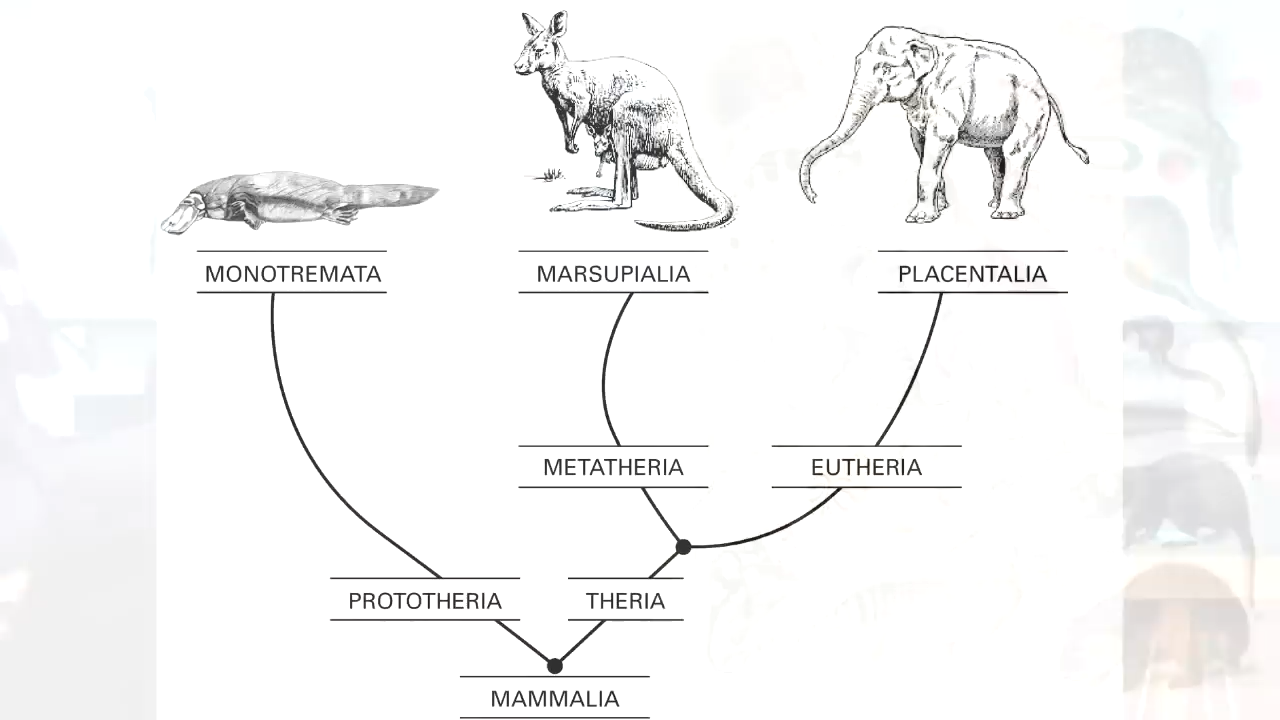 MONOTREMATA
MARSUPIALIA
PLACENTALIA
METATHERIA
EUTHERIA
PROTOTHERIA
THERIA
MAMMALIA